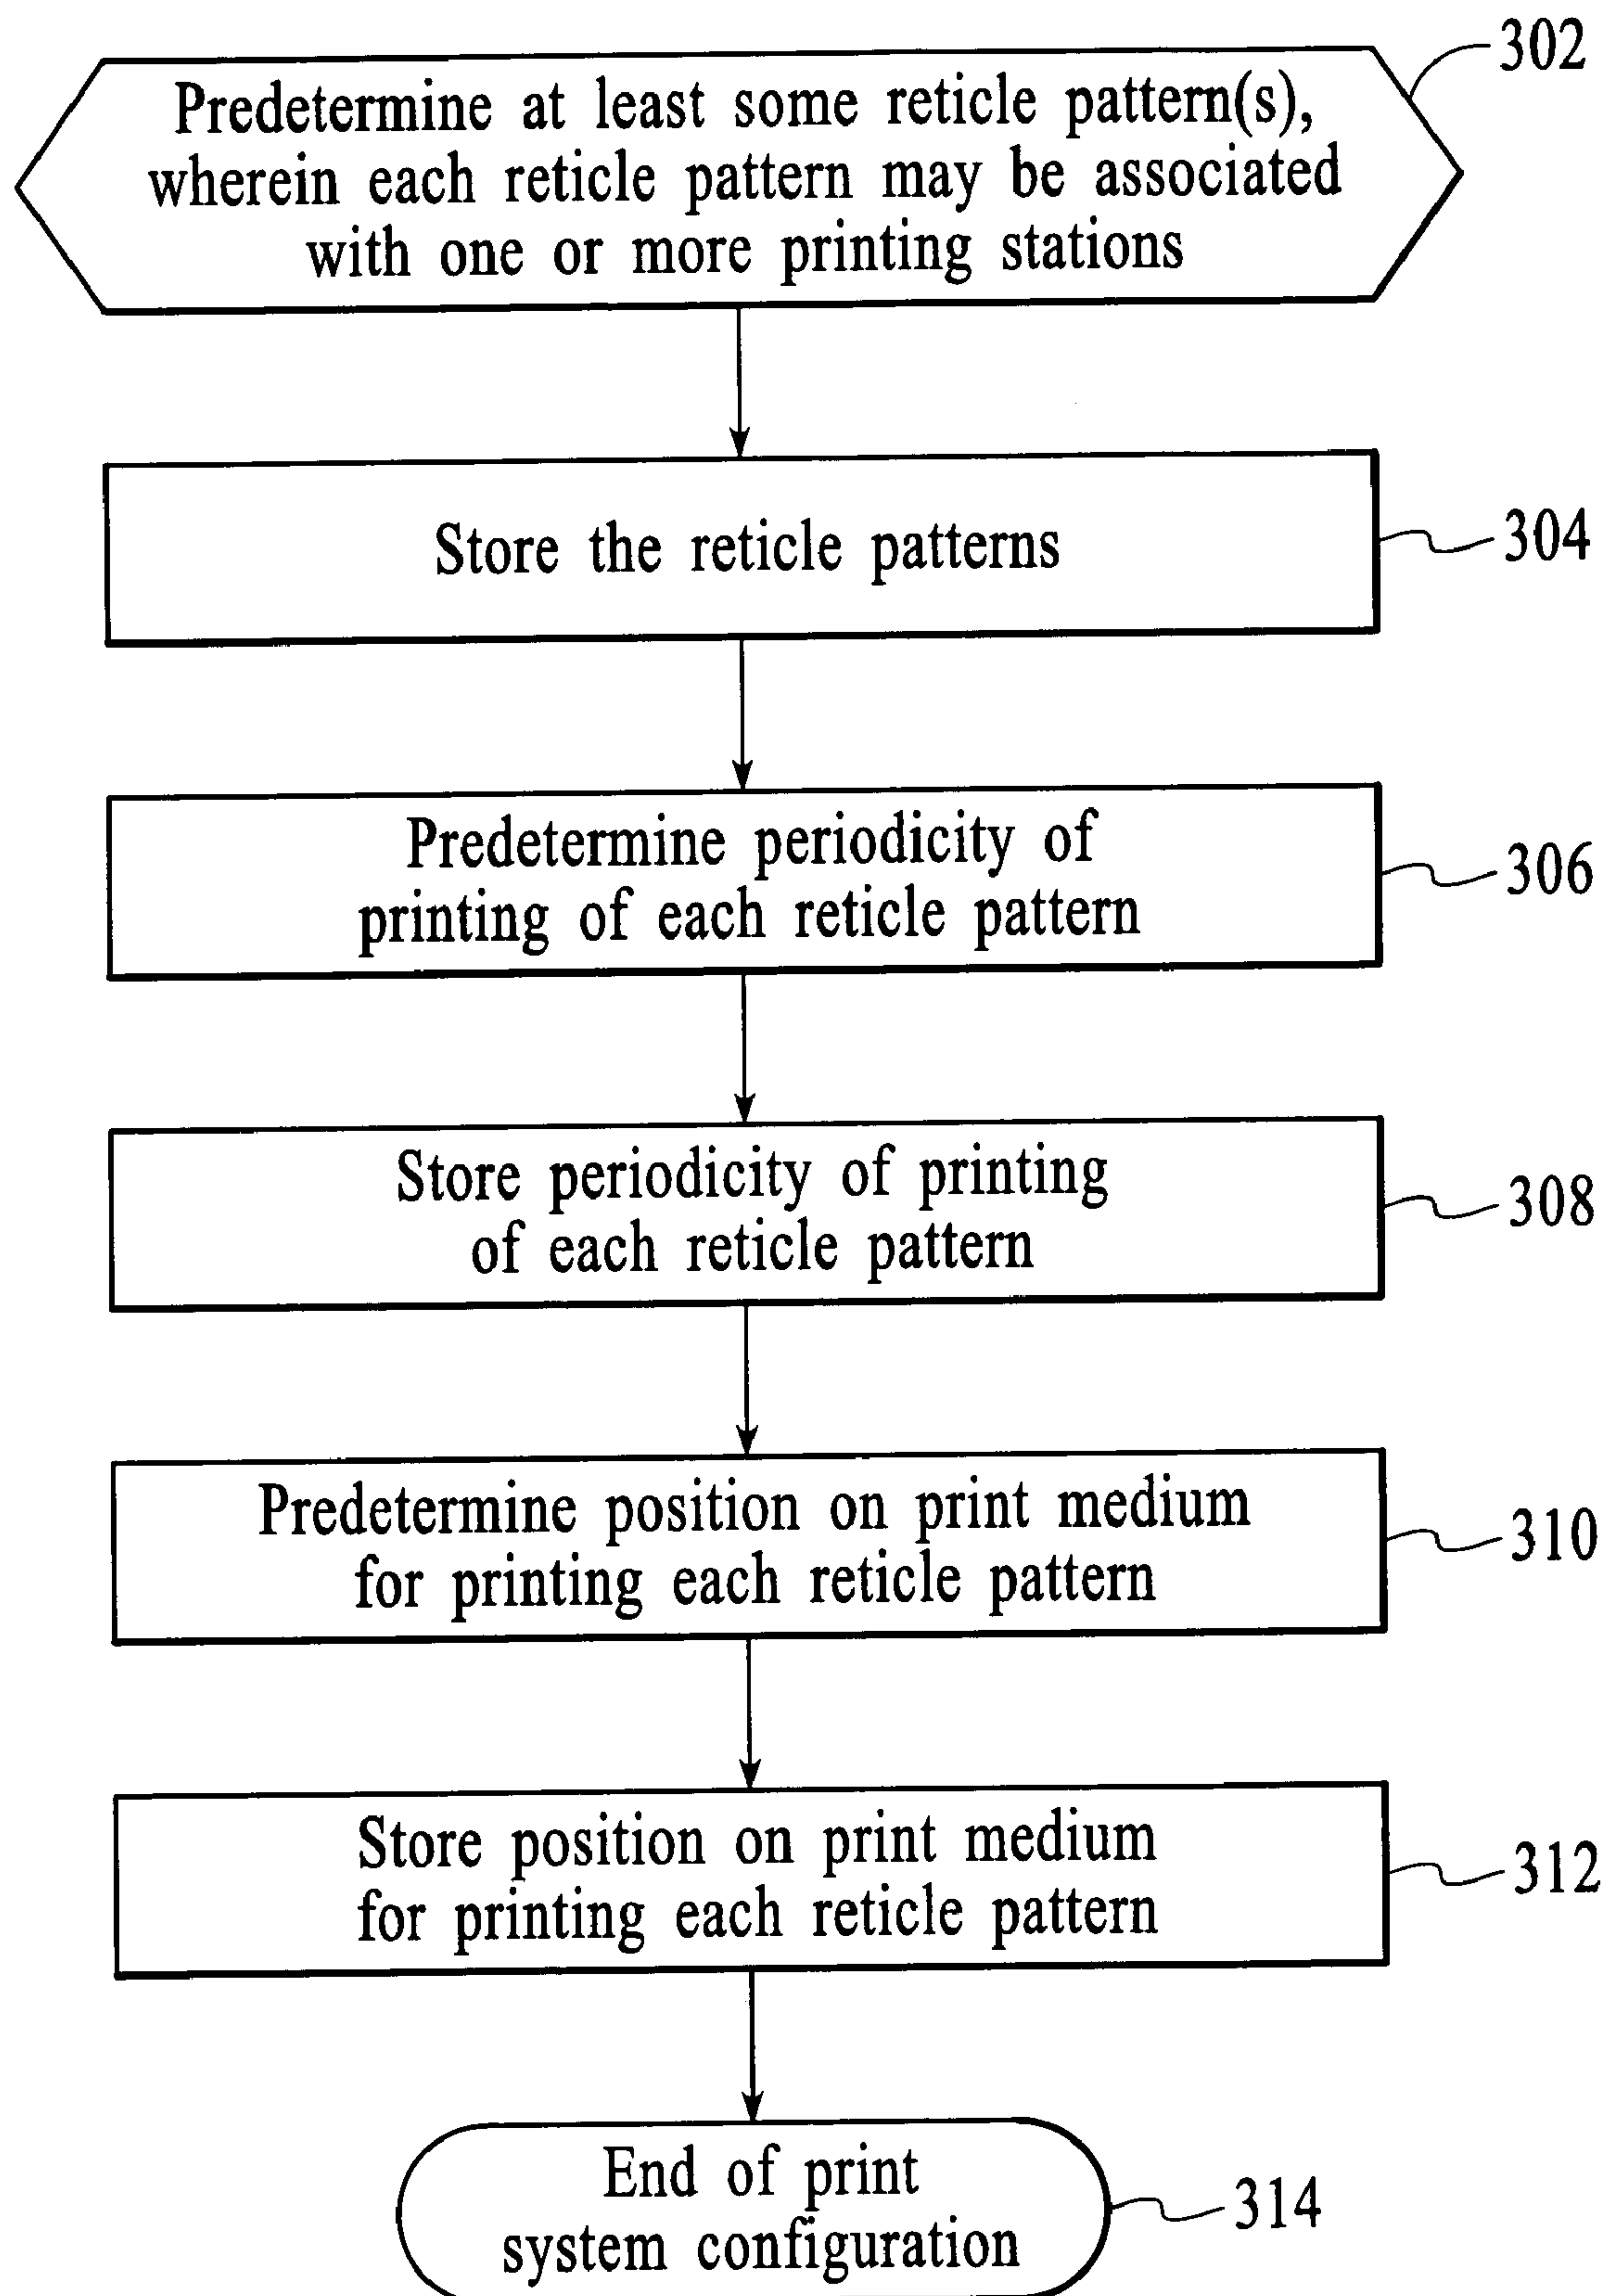 302
Predetermine at least some reticle pattern(s),
wherein each reticle pattern may be associated
with one or more printing stations
Store the reticle patterns
304
Predetermine periodicity of
printing of each reticle pattern
306
Store periodicity of printing
of each reticle pattern
308
Predetermine position on print medium
for printing each reticle pattern
310
Store position on print medium
for printing each reticle pattern
312
End of print
system configuration
314